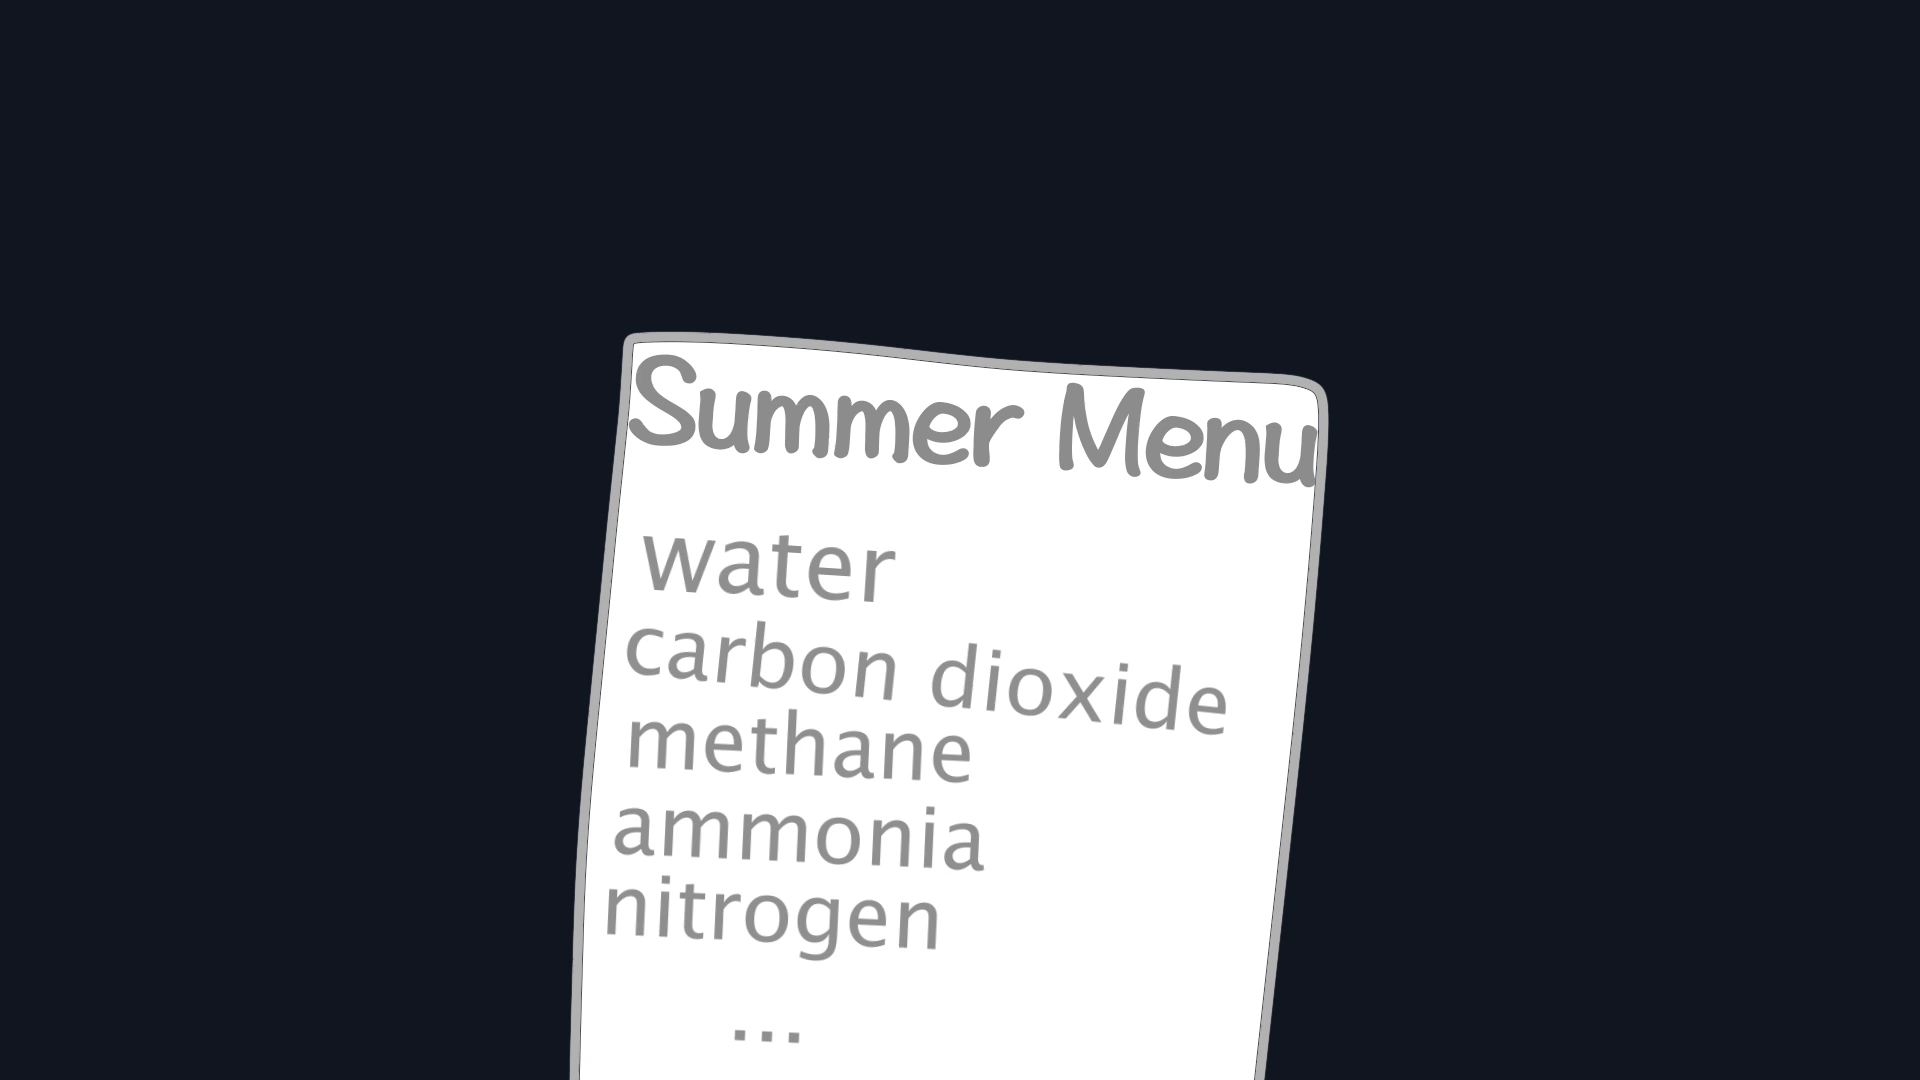 Summer Menu
water
carbon dioxide
methane
ammonia
nitrogen
...